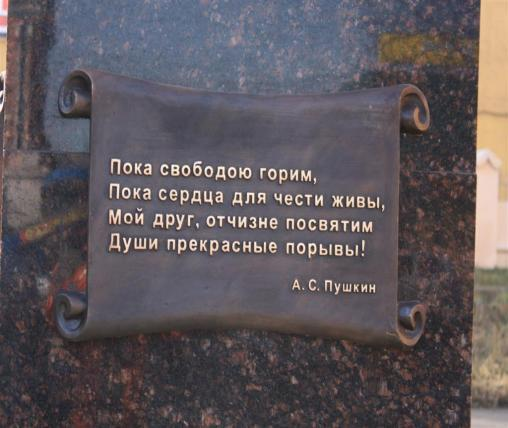 Пока свободою горим,
Пока сердца для чести живы,
Мой друг, отчизне посвятим
Души прекрасные порывы!
А. С. Пушкин